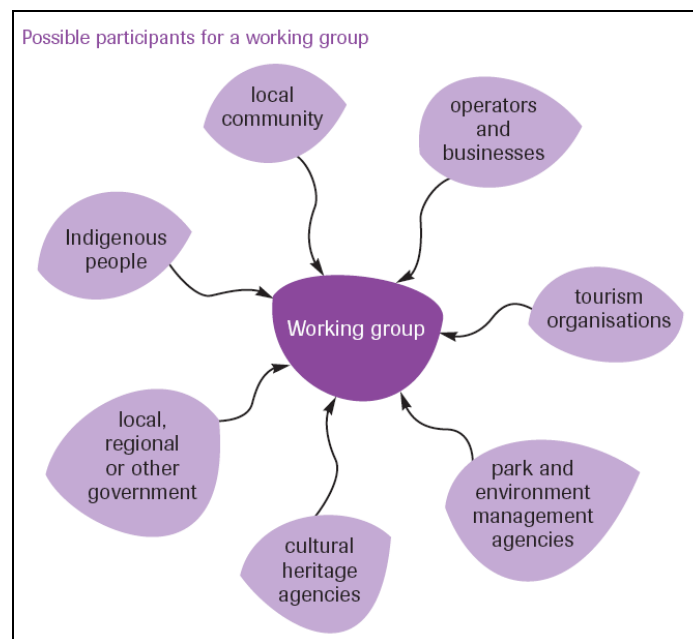 Possible participants for a working group
local
community
operators
and
businesses
Indigenous
people
Working group
tourism
organisations
local,
regional
or other
government
park and
environment
management
agencies
cultural
heritage
agencies